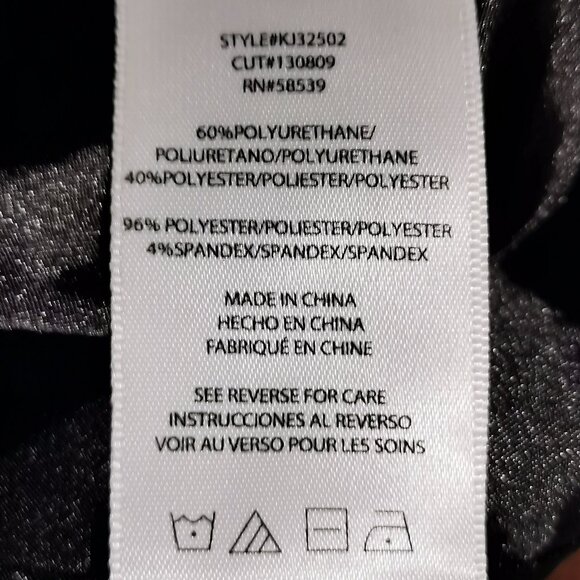 STYLE#KJ32502
CUT#130809
RN#58539
60%POLYURETHANE/
POLIURETANO/POLYURETHANE
40%POLYESTER/POLIESTER/POLYESTER
96% POLYESTER/POLIESTER/POLYESTER
4%SPANDEX/SPANDEX/SPANDEX
MADE IN CHINA
HECHO EN CHINA
FABRIQUÉ EN CHINE
SEE REVERSE FOR CARE
INSTRUCCIONES AL REVERSO
VOIR AU VERSO POUR LES SOINS